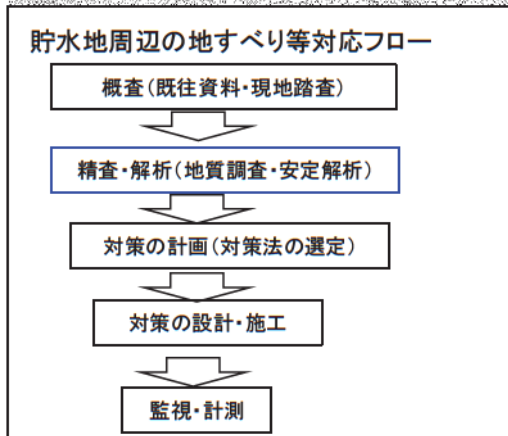 貯水地周辺の地すべり等対応フロー
概査(既往資料・現地踏査)
精査・解析(地質調査・安定解析)
対策の計画(対策法の選定)
対策の設計・施工
監視・計測